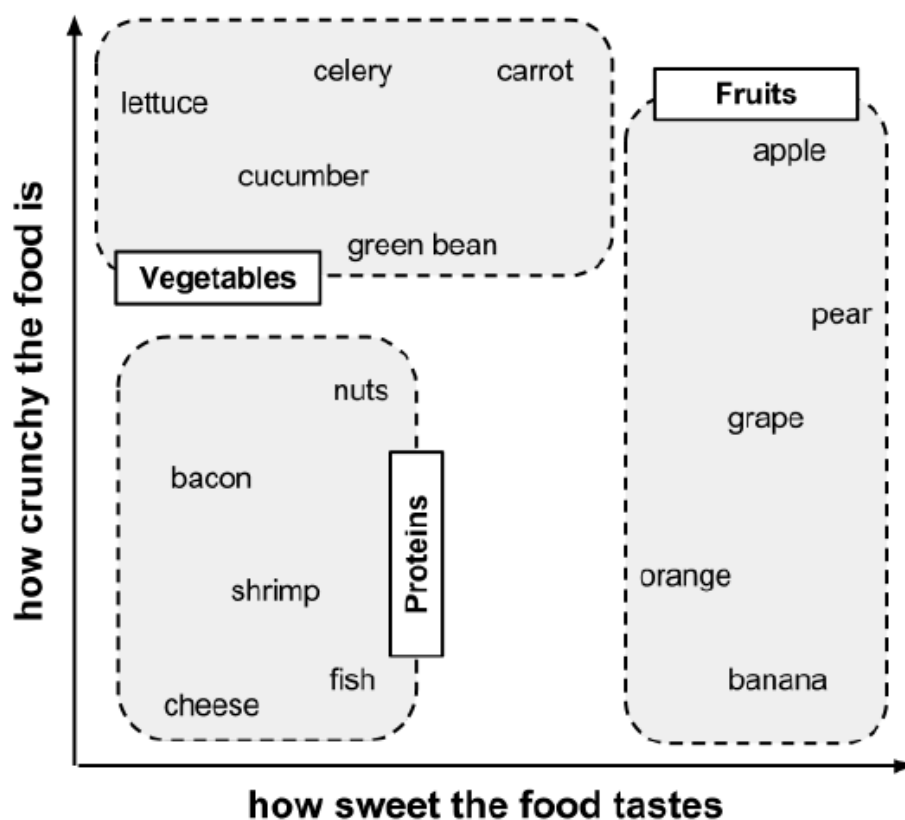 celery
carrot
lettuce
Fruits
apple
cucumber
green bean
Vegetables
pear
nuts
grape
bacon
Proteins
shrimp
orange
fish
banana
cheese
how crunchy the food is
how sweet the food tastes